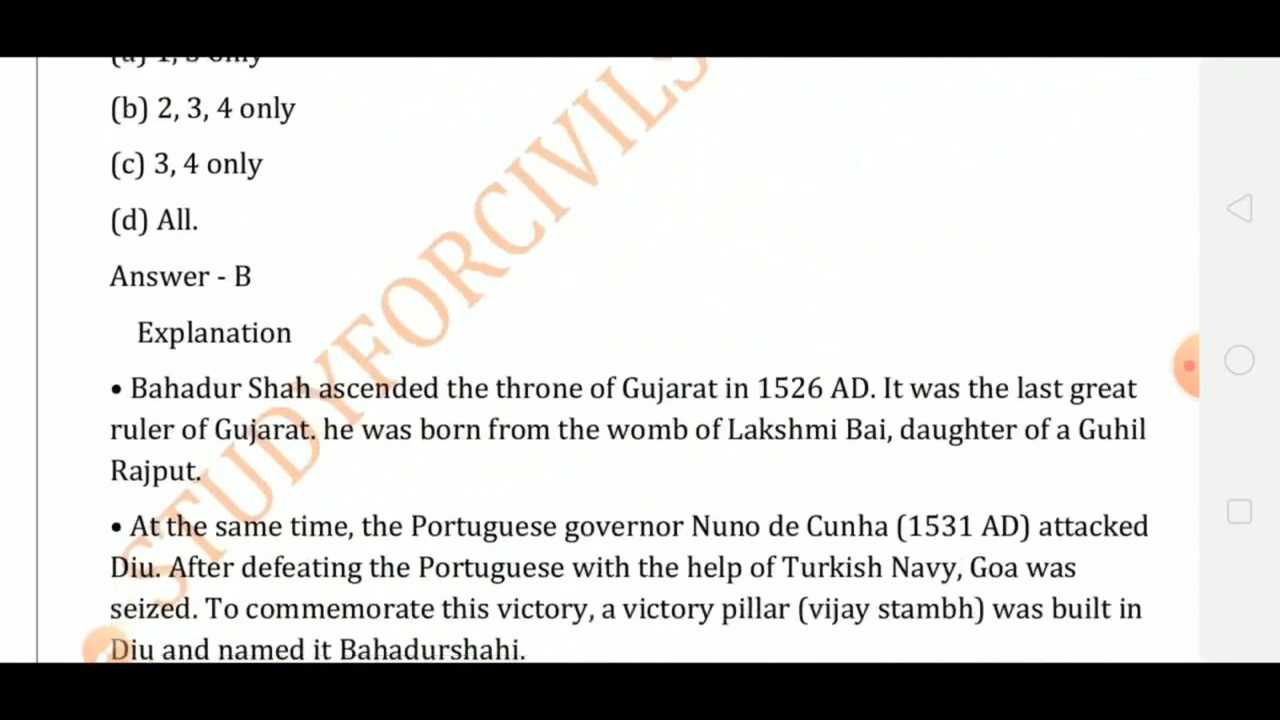 (a) 1, 3 only
(b) 2, 3, 4 only
(c) 3, 4 only
(d) All.
Answer - B
Explanation
• Bahadur Shah ascended the throne of Gujarat in 1526 AD. It was the last great
ruler of Gujarat. he was born from the womb of Lakshmi Bai, daughter of a Guhil
Rajput.
• At the same time, the Portuguese governor Nuno de Cunha (1531 AD) attacked
Diu. After defeating the Portuguese with the help of Turkish Navy, Goa was
seized. To commemorate this victory, a victory pillar (vijay stambh) was built in
Diu and named it Bahadurshahi.
STUDYFORCIVILS